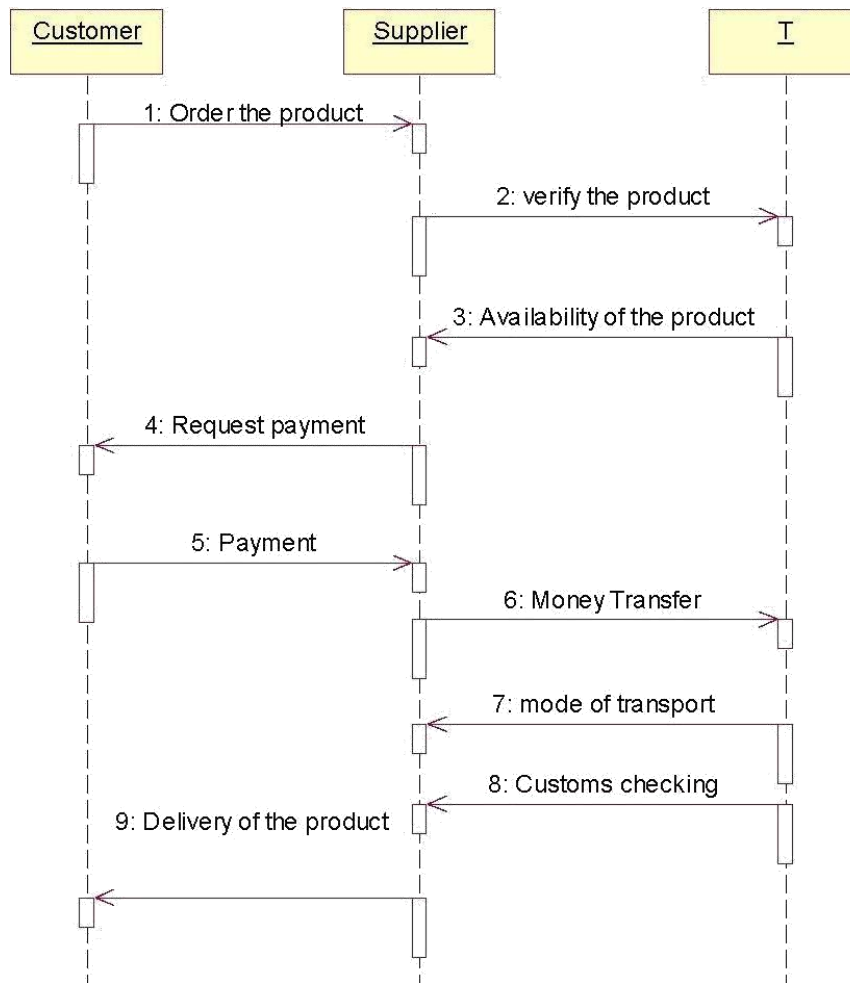 Customer
Supplier
T
1: Order the product
2: verify the product
3: Availability of the product
4: Request payment
5: Payment
6: Money Transfer
7: mode of transport
8: Customs checking
9: Delivery of the product